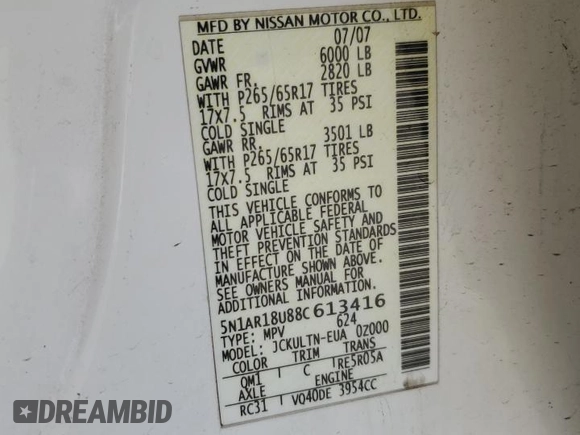 MFD BY NISSAN MOTOR CO., LTD.
DATE 07/07
GVWR 6000 LB
GAWR FR. 2820 LB
WITH P265/65R17 TIRES
17X7.5 RIMS AT 35 PSI
COLD SINGLE
GAWR RR. 3501 LB
WITH P265/65R17 TIRES
17X7.5 RIMS AT 35 PSI
COLD SINGLE
THIS VEHICLE CONFORMS TO
ALL APPLICABLE FEDERAL
MOTOR VEHICLE SAFETY AND
THEFT PREVENTION STANDARDS
IN EFFECT ON THE DATE OF
MANUFACTURE SHOWN ABOVE.
SEE OWNERS MANUAL FOR
ADDITIONAL INFORMATION.
5N1AR18U88C613416
TYPE: MPV 624
MODEL: JCKULTN-EUA 0Z000
COLOR TRIM TRANS
QM1 C RE5R05A
AXLE ENGINE
RC31 VQ40DE 3954CC
DREAMBID